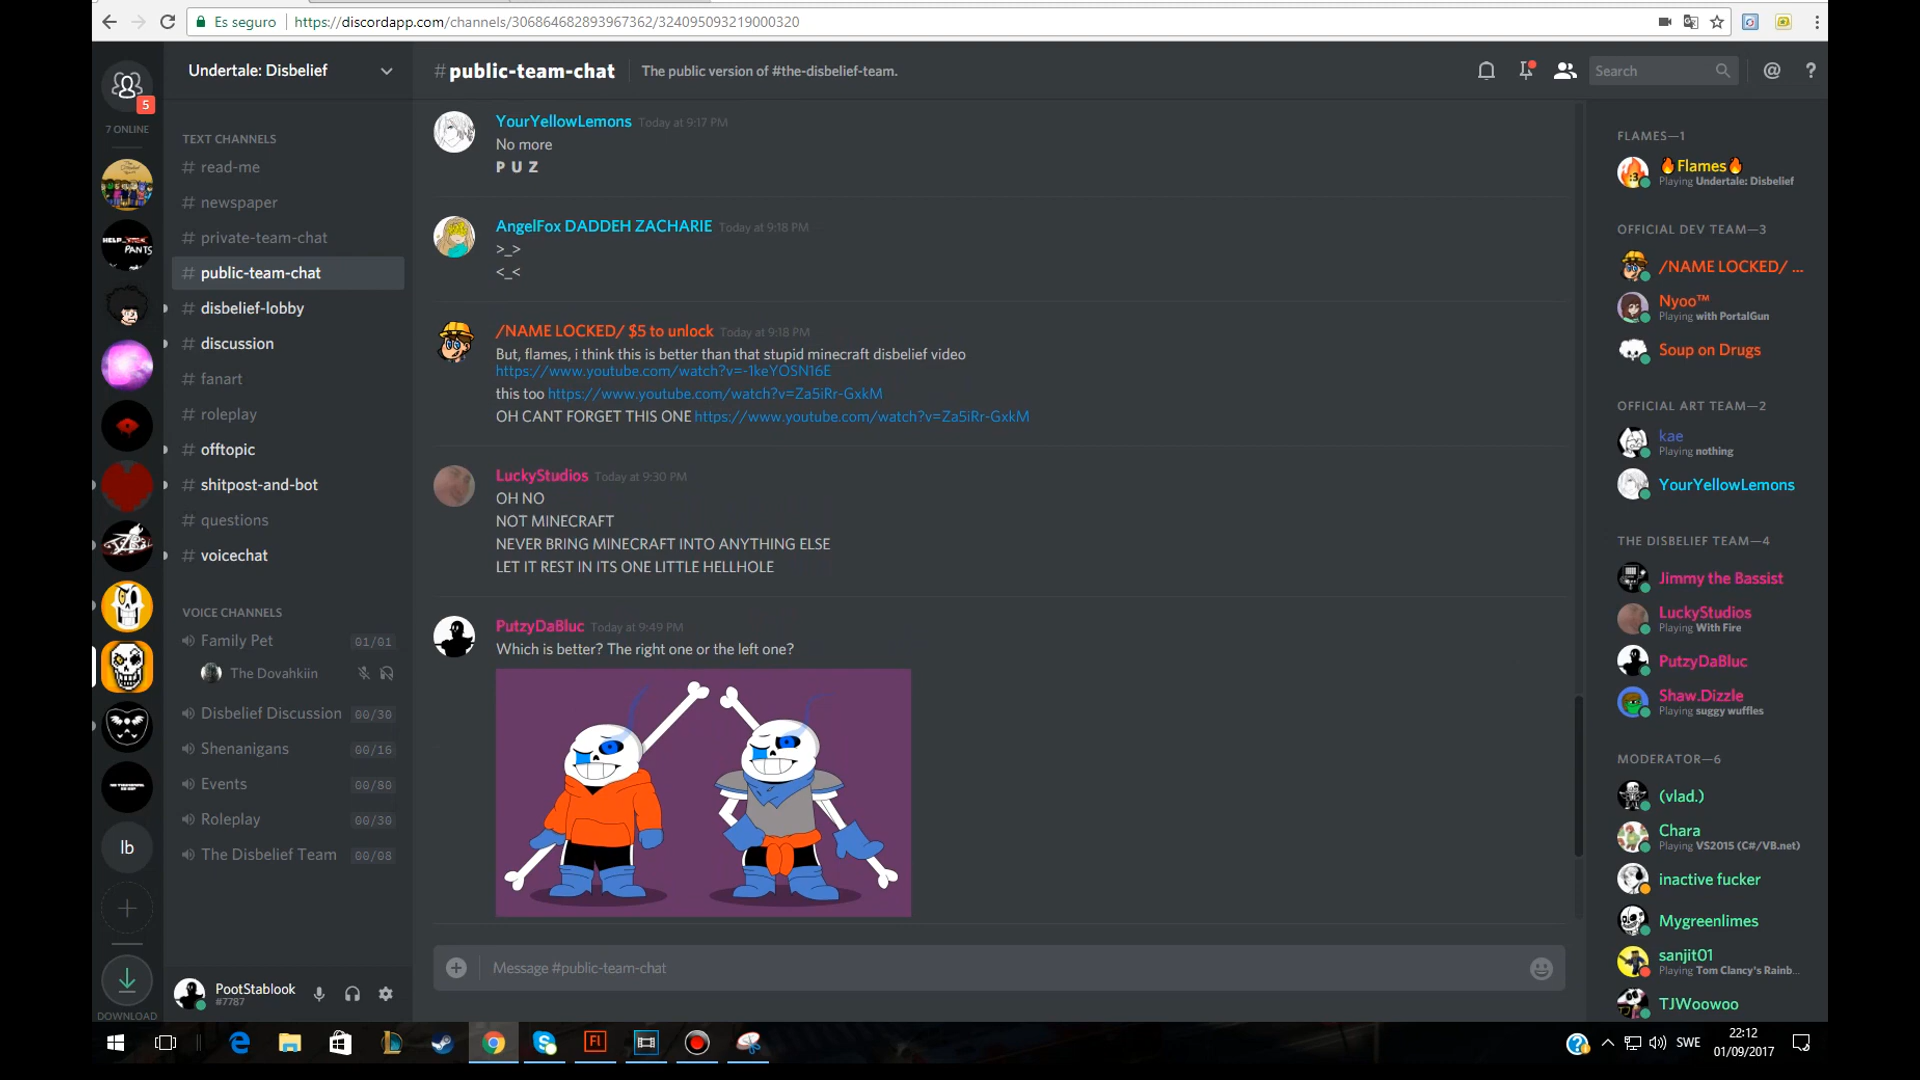 Es seguro
https://discordapp.com/channels/306864682893967362/324095093219000320
5
7 ONLINE
HELP
PANTS
lb
DOWNLOAD
Undertale: Disbelief
TEXT CHANNELS
# read-me
# newspaper
# private-team-chat
# public-team-chat
# disbelief-lobby
# discussion
# fanart
# roleplay
# offtopic
# shitpost-and-bot
# questions
# voicechat
VOICE CHANNELS
Family Pet 01/01
The Dovahkiin
Disbelief Discussion 00/30
Shenanigans 00/16
Events 00/80
Roleplay 00/30
The Disbelief Team 00/08
PootStablook
#7787
#public-team-chat The public version of #the-disbelief-team.
Search
@ ?
YourYellowLemons Today at 9:17 PM
No more
P U Z
AngelFox DADDEH ZACHARIE Today at 9:18 PM
>_>
<_<
/NAME LOCKED/ $5 to unlock Today at 9:18 PM
But, flames, i think this is better than that stupid minecraft disbelief video
https://www.youtube.com/watch?v=-1keYOSN16E
this too https://www.youtube.com/watch?v=Za5iRr-GxkM
OH CANT FORGET THIS ONE https://www.youtube.com/watch?v=Za5iRr-GxkM
LuckyStudios Today at 9:30 PM
OH NO
NOT MINECRAFT
NEVER BRING MINECRAFT INTO ANYTHING ELSE
LET IT REST IN ITS ONE LITTLE HELLHOLE
PutzyDaBluc Today at 9:49 PM
Which is better? The right one or the left one?
Message #public-team-chat
FLAMES—1
🔥Flames🔥
Playing Undertale: Disbelief
OFFICIAL DEV TEAM—3
/NAME LOCKED/ ...
Nyoo™
Playing with PortalGun
Soup on Drugs
OFFICIAL ART TEAM—2
kae
Playing nothing
YourYellowLemons
THE DISBELIEF TEAM—4
Jimmy the Bassist
LuckyStudios
Playing With Fire
PutzyDaBluc
Shaw.Dizzle
Playing suggy wuffles
MODERATOR—6
(vlad.)
Chara
Playing VS2015 (C#/VB.net)
inactive fucker
Mygreenlimes
sanjit01
Playing Tom Clancy's Rainb...
TJWoowoo
Fl
SWE
22:12
01/09/2017